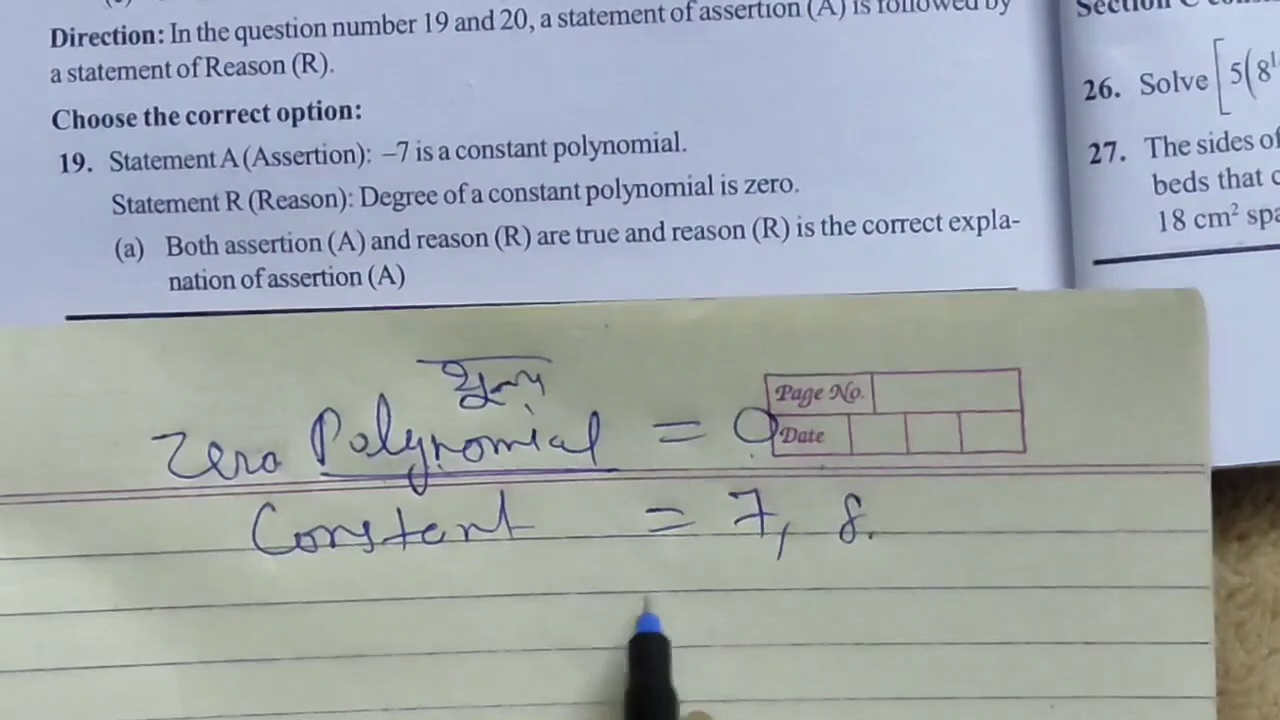 Direction: In the question number 19 and 20, a statement of assertion (A) is followed by
a statement of Reason (R).
Choose the correct option:
19. Statement A (Assertion): −7 is a constant polynomial.
Statement R (Reason): Degree of a constant polynomial is zero.
(a) Both assertion (A) and reason (R) are true and reason (R) is the correct expla-
nation of assertion (A)
Section C
26. Solve [5(8
27. The sides of
beds that
18 cm² spa
शून्य
Zero Polynomial = 0
Page No.
Date
Constant = 7, 8.